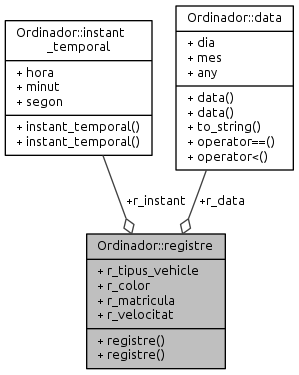 Ordinador::instant
_temporal
+ hora
+ minut
+ segon
+ instant_temporal()
+ instant_temporal()
Ordinador::data
+ dia
+ mes
+ any
+ data()
+ data()
+ to_string()
+ operator==()
+ operator<()
+r_instant
+r_data
Ordinador::registre
+ r_tipus_vehicle
+ r_color
+ r_matricula
+ r_velocitat
+ registre()
+ registre()